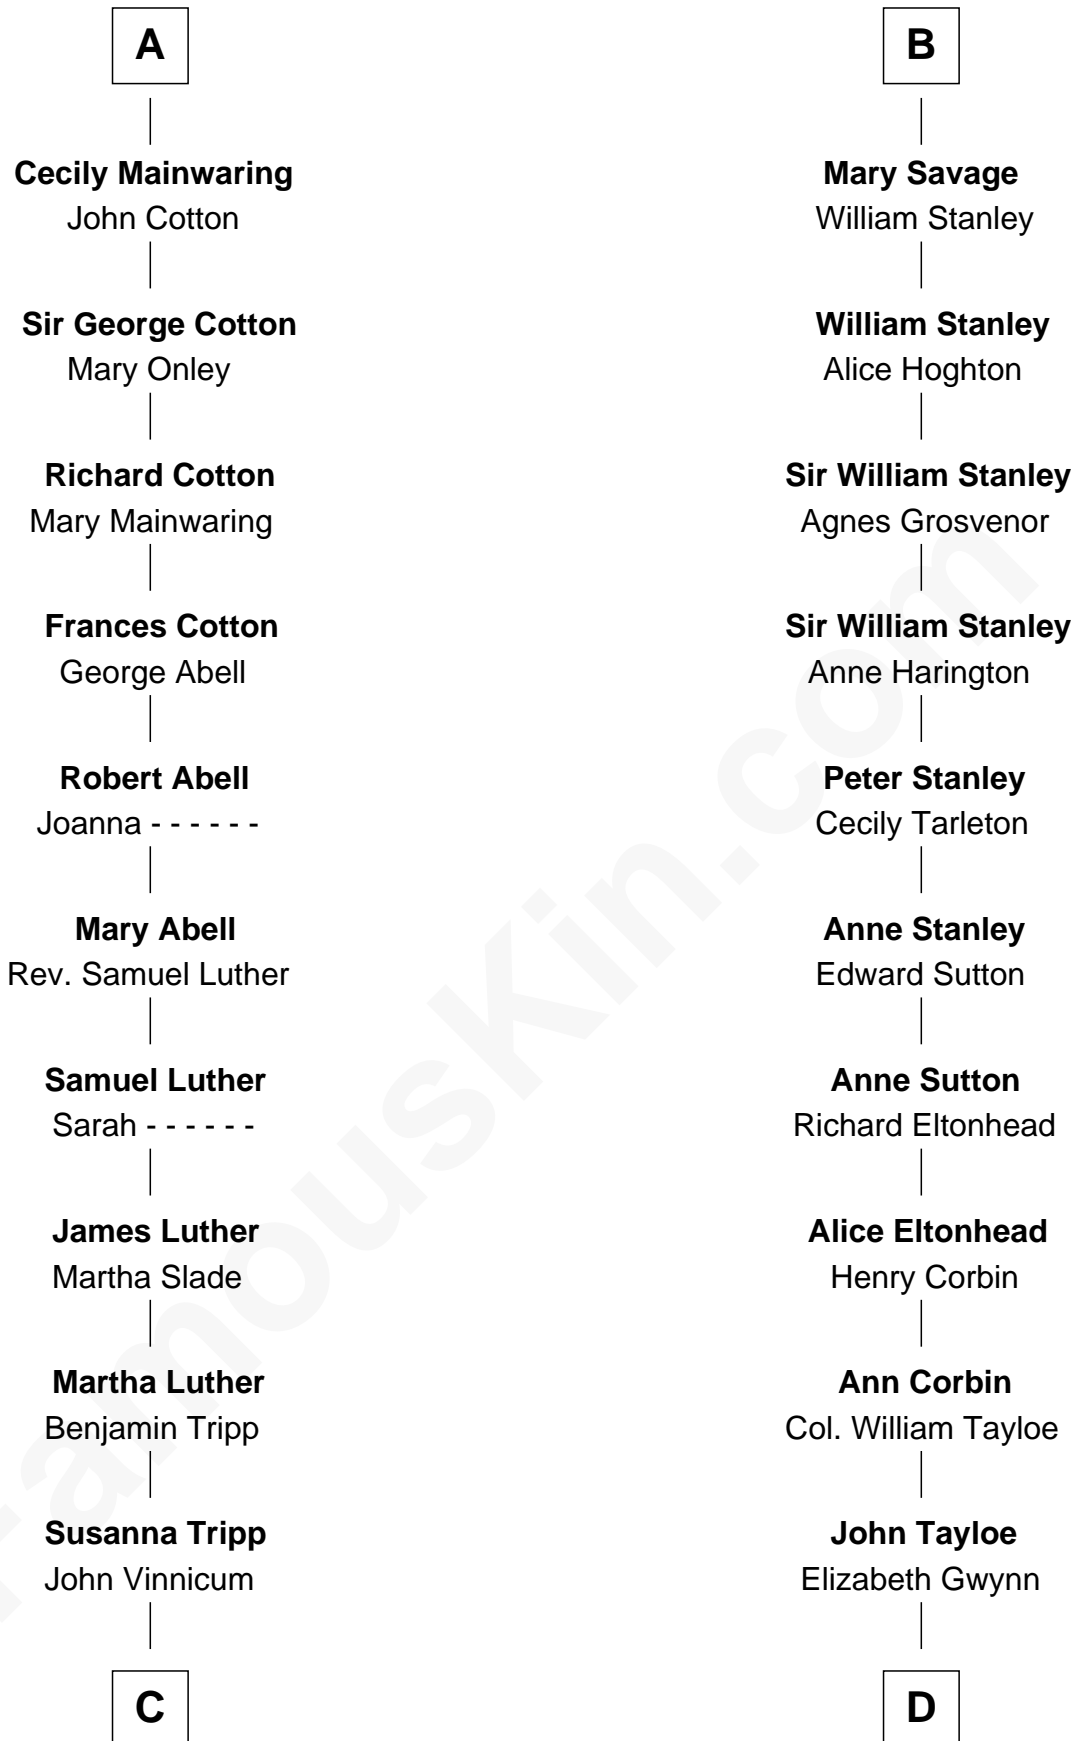 A
Cecily Mainwaring
John Cotton
Sir George Cotton
Mary Onley
Richard Cotton
Mary Mainwaring
Frances Cotton
George Abell
Robert Abell
Joanna - - - - - -
Mary Abell
Rev. Samuel Luther
Samuel Luther
Sarah - - - - - -
James Luther
Martha Slade
Martha Luther
Benjamin Tripp
Susanna Tripp
John Vinnicum
C
B
Mary Savage
William Stanley
William Stanley
Alice Hoghton
Sir William Stanley
Agnes Grosvenor
Sir William Stanley
Anne Harington
Peter Stanley
Cecily Tarleton
Anne Stanley
Edward Sutton
Anne Sutton
Richard Eltonhead
Alice Eltonhead
Henry Corbin
Ann Corbin
Col. William Tayloe
John Tayloe
Elizabeth Gwynn
D
FamousKin.com